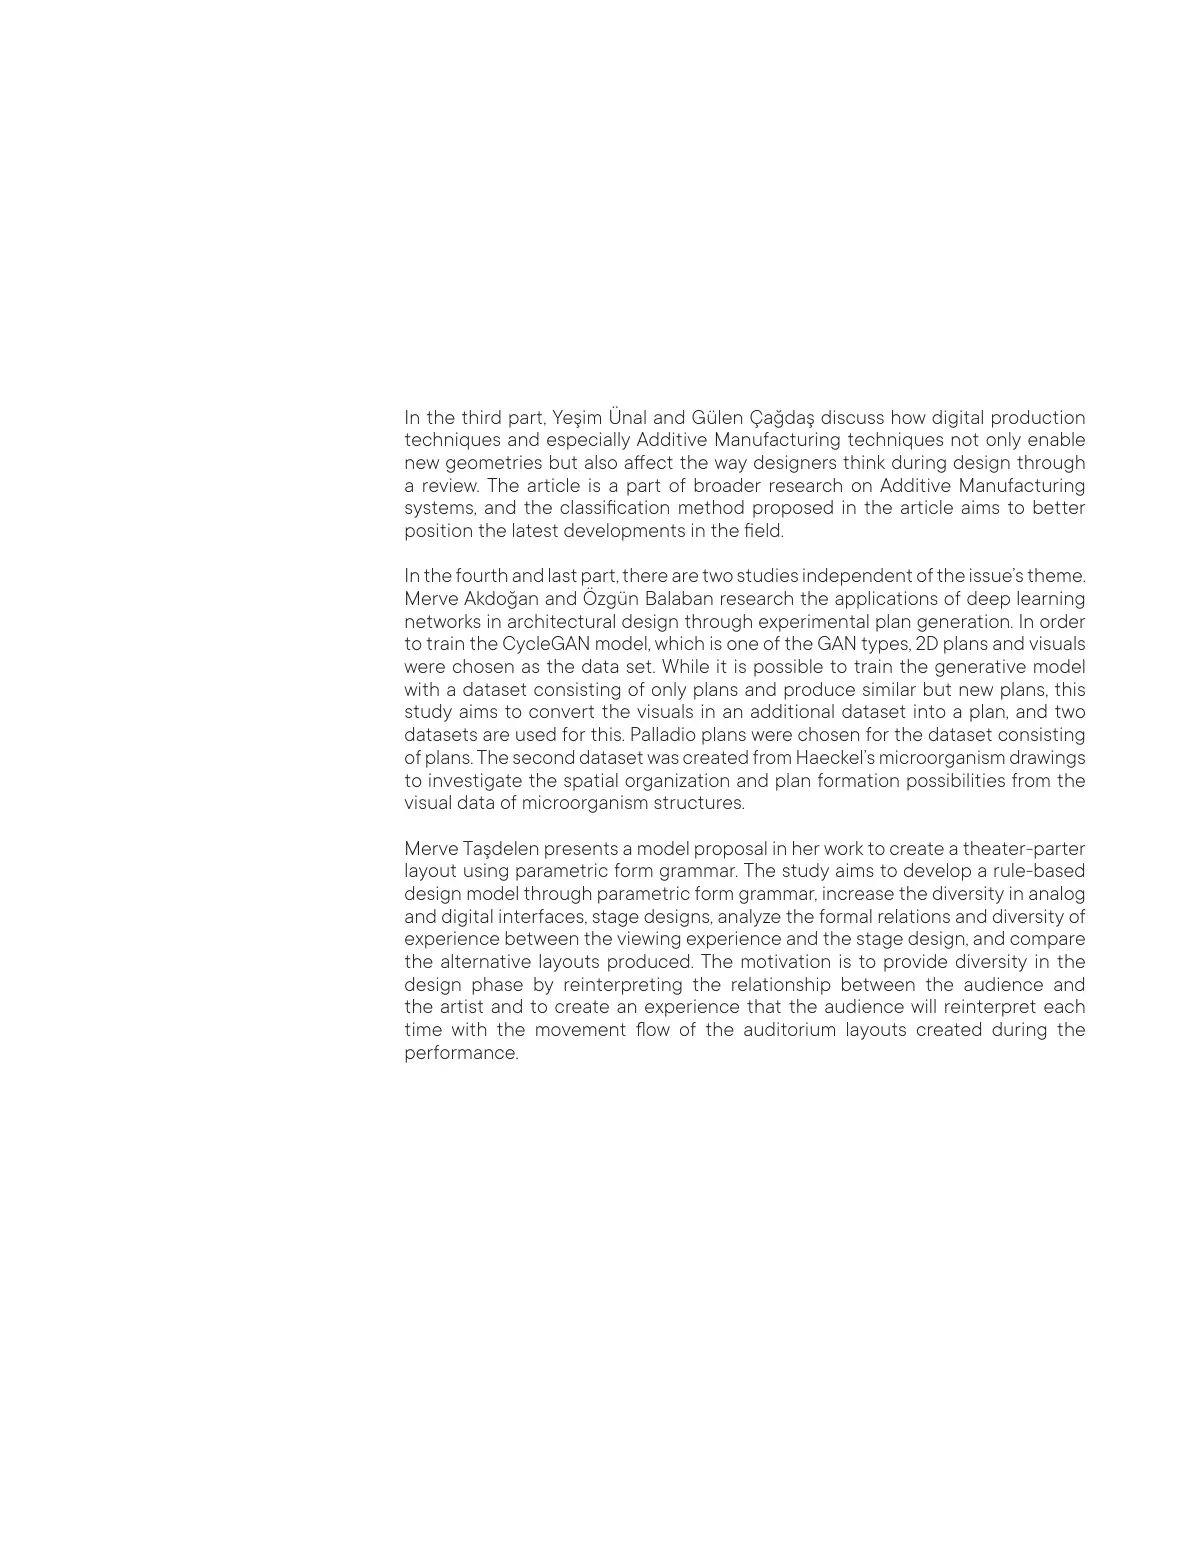 In the third part, Yeşim Ünal and Gülen Çağdaş discuss how digital production
techniques and especially Additive Manufacturing techniques not only enable
new geometries but also affect the way designers think during design through
a review. The article is a part of broader research on Additive Manufacturing
systems, and the classification method proposed in the article aims to better
position the latest developments in the field.
In the fourth and last part, there are two studies independent of the issue's theme.
Merve Akdoğan and Özgün Balaban research the applications of deep learning
networks in architectural design through experimental plan generation. In order
to train the CycleGAN model, which is one of the GAN types, 2D plans and visuals
were chosen as the data set. While it is possible to train the generative model
with a dataset consisting of only plans and produce similar but new plans, this
study aims to convert the visuals in an additional dataset into a plan, and two
datasets are used for this. Palladio plans were chosen for the dataset consisting
of plans. The second dataset was created from Haeckel's microorganism drawings
to investigate the spatial organization and plan formation possibilities from the
visual data of microorganism structures.
Merve Taşdelen presents a model proposal in her work to create a theater-parter
layout using parametric form grammar. The study aims to develop a rule-based
design model through parametric form grammar, increase the diversity in analog
and digital interfaces, stage designs, analyze the formal relations and diversity of
experience between the viewing experience and the stage design, and compare
the alternative layouts produced. The motivation is to provide diversity in the
design phase by reinterpreting the relationship between the audience and
the artist and to create an experience that the audience will reinterpret each
time with the movement flow of the auditorium layouts created during the
performance.